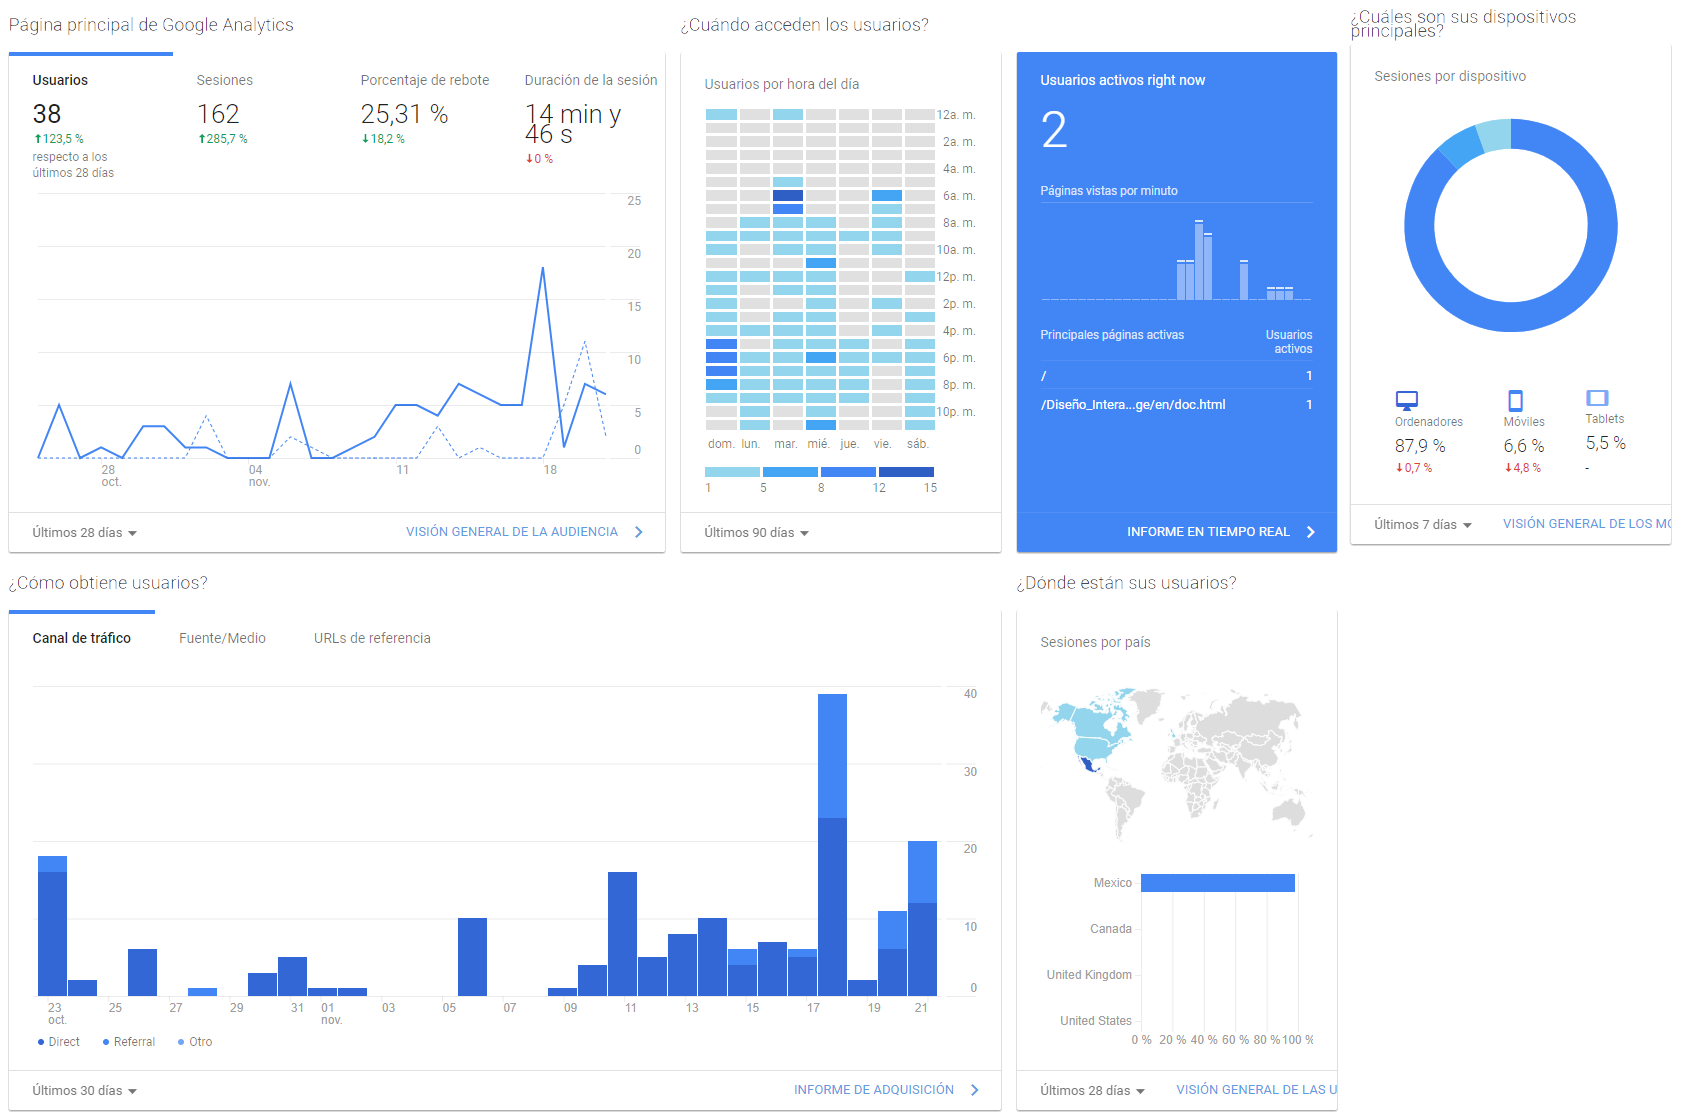 Página principal de Google Analytics
Usuarios
38
123,5 %
respecto a los
últimos 28 días
Sesiones
162
285,7 %
Porcentaje de rebote
25,31 %
18,2 %
Duración de la sesión
14 min y
46 s
0 %
25
20
15
10
5
0
28
oct.
04
nov.
11
18
Últimos 28 días
VISIÓN GENERAL DE LA AUDIENCIA
¿Cuándo acceden los usuarios?
Usuarios por hora del día
12a. m.
2a. m.
4a. m.
6a. m.
8a. m.
10a. m.
12p. m.
2p. m.
4p. m.
6p. m.
8p. m.
10p. m.
dom. lun. mar. mié. jue. vie. sáb.
1 5 8 12 15
Últimos 90 días
Usuarios activos right now
2
Páginas vistas por minuto
Principales páginas activas
Usuarios
activos
/ 1
/Diseño_Intera...ge/en/doc.html 1
INFORME EN TIEMPO REAL
¿Cuáles son sus dispositivos
principales?
Sesiones por dispositivo
Ordenadores
87,9 %
0,7 %
Móviles
6,6 %
4,8 %
Tablets
5,5 %
-
Últimos 7 días
VISIÓN GENERAL DE LOS MO
¿Cómo obtiene usuarios?
Canal de tráfico
Fuente/Medio
URLs de referencia
40
30
20
10
0
23
oct.
25
27
29
31
01
nov.
03
05
07
09
11
13
15
17
19
21
Direct
Referral
Otro
Últimos 30 días
INFORME DE ADQUISICIÓN
¿Dónde están sus usuarios?
Sesiones por país
Mexico
Canada
United Kingdom
United States
0 % 20 % 40 % 60 % 80 % 100 %
Últimos 28 días
VISIÓN GENERAL DE LAS U